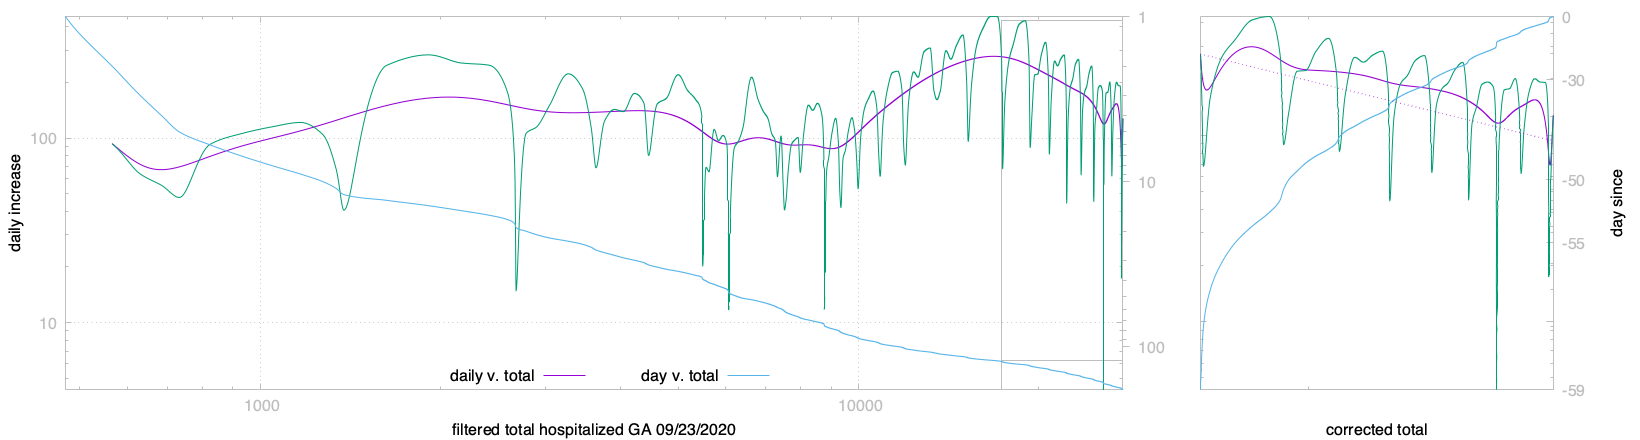 1
0
-30
100
daily increase
10
-50
day since
-55
10
100
daily v. total
day v. total
-59
1000
10000
filtered total hospitalized GA 09/23/2020
corrected total